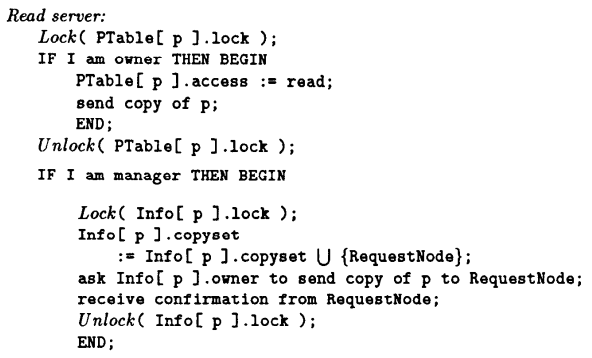 Read server:
Lock( PTable[ p ].lock );
IF I am owner THEN BEGIN
PTable[ p ].access := read;
send copy of p;
END;
Unlock( PTable[ p ].lock );
IF I am manager THEN BEGIN
Lock( Info[ p ].lock );
Info[ p ].copyset
:= Info[ p ].copyset ⋃ {RequestNode};
ask Info[ p ].owner to send copy of p to RequestNode;
receive confirmation from RequestNode;
Unlock( Info[ p ].lock );
END;